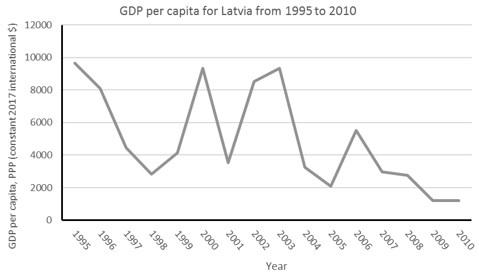 GDP per capita for Latvia from 1995 to 2010
GDP per capita, PPP (constant 2017 international $)
12000
10000
8000
6000
4000
2000
0
1995 1996 1997 1998 1999 2000 2001 2002 2003 2004 2005 2006 2007 2008 2009 2010
Year